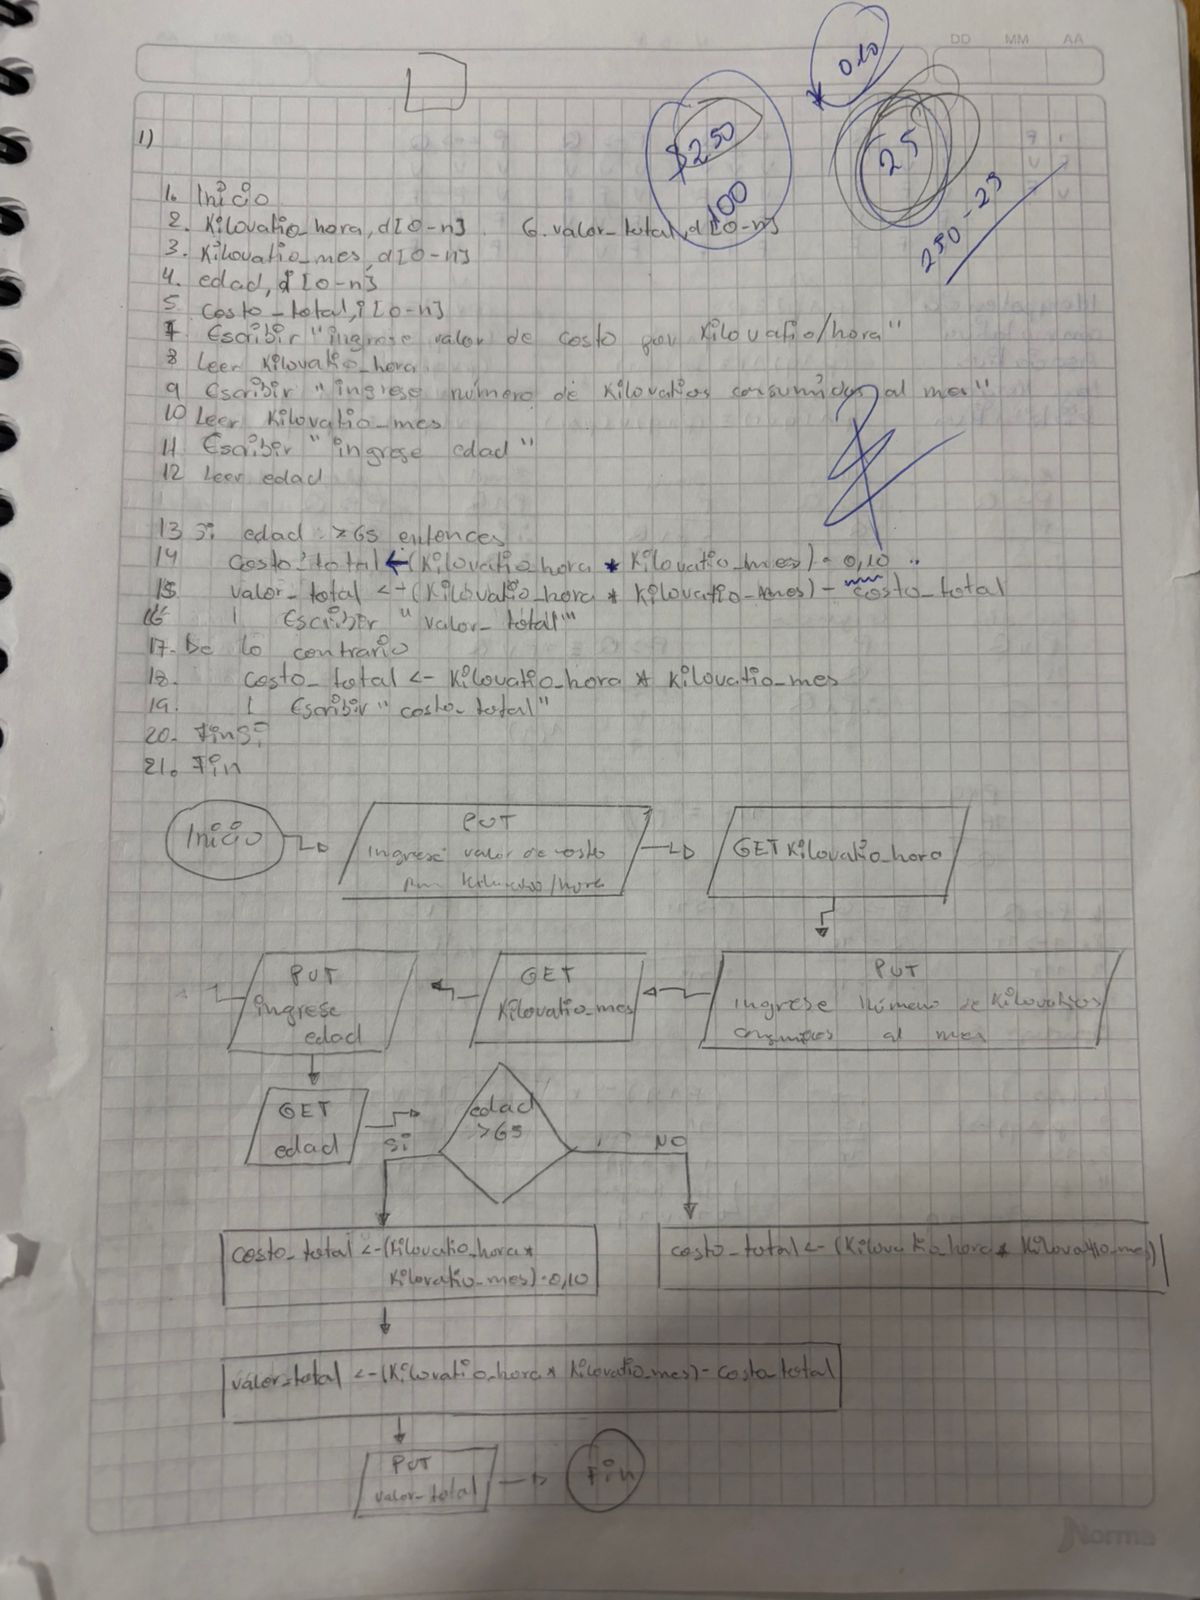 DD MM AA
* 0.10
$250
100
25
250-25
1)
1. Inicio
2. Kilovatio_hora, d[0-n] 6. valor_total, d[0-n]
3. Kilovatio_mes, d[0-n]
4. edad, i [0-n]
5. costo_total, i [0-n]
7. Escribir "ingrese valor de costo por Kilovatio/hora"
8 Leer Kilovatio_hora
9 Escribir "ingrese número de Kilovatios consumidos al mes"
10 Leer Kilovatio_mes
11 Escribir "ingrese edad"
12 Leer edad
13 Si edad >65 entonces
14 costo_total <- (Kilovatio_hora * Kilovatio_mes) * 0,10
15 valor_total <- (Kilovatio_hora * Kilovatio_mes) - costo_total
16 Escribir "valor_total"
17. De lo contrario
18. costo_total <- Kilovatio_hora * Kilovatio_mes
19. Escribir "costo_total"
20. FinSi
21. Fin
Inicio
PUT
ingrese valor de costo
por Kilovatio/hora
GET Kilovatio_hora
PUT
ingrese
edad
GET
Kilovatio_mes
PUT
ingrese número de Kilovatios
consumidos al mes
GET
edad
edad
>65
Si
NO
costo_total <- (Kilovatio_hora *
Kilovatio_mes) * 0,10
costo_total <- (Kilovatio_hora * Kilovatio_mes)
valor_total <- (Kilovatio_hora * Kilovatio_mes) - costo_total
PUT
valor_total
Fin
Norma